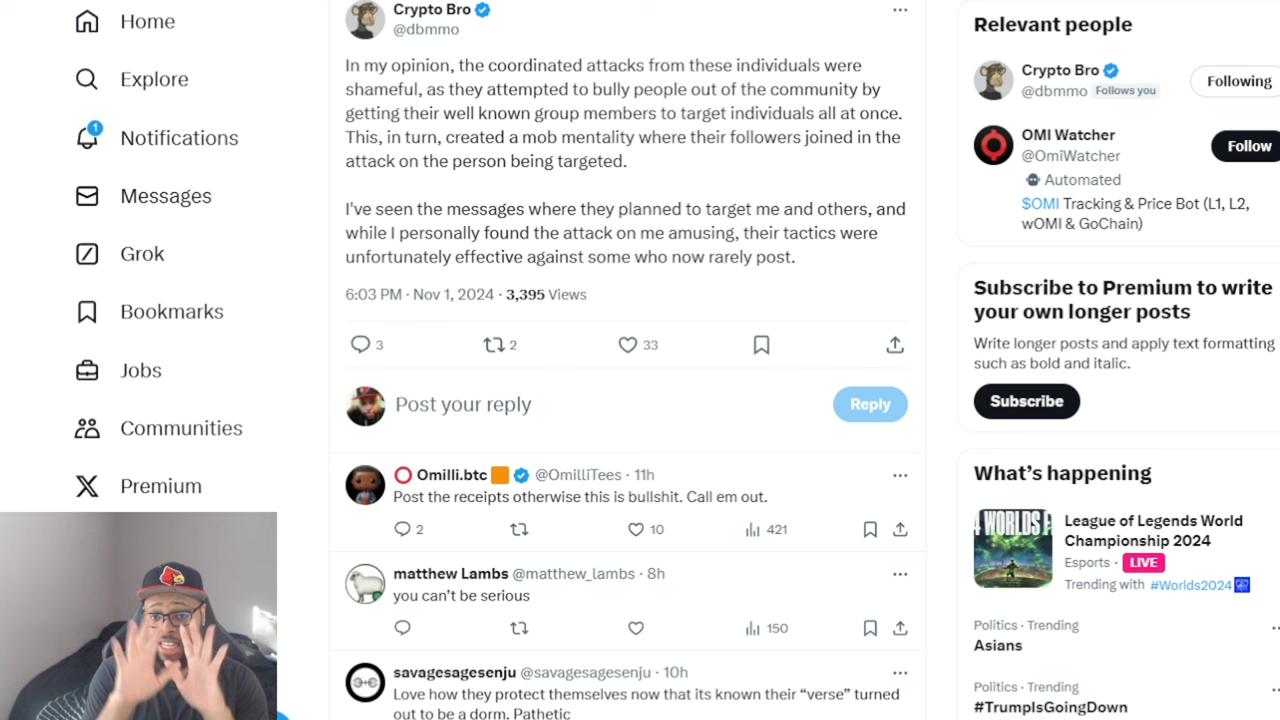 Home
Explore
1
Notifications
Messages
Grok
Bookmarks
Jobs
Communities
Premium
Crypto Bro
@dbmmo
In my opinion, the coordinated attacks from these individuals were
shameful, as they attempted to bully people out of the community by
getting their well known group members to target individuals all at once.
This, in turn, created a mob mentality where their followers joined in the
attack on the person being targeted.
I've seen the messages where they planned to target me and others, and
while I personally found the attack on me amusing, their tactics were
unfortunately effective against some who now rarely post.
6:03 PM · Nov 1, 2024 · 3,395 Views
3 2 33
Post your reply
Reply
Omilli.btc @OmilliTees · 11h
Post the receipts otherwise this is bullshit. Call em out.
2 10 421
matthew Lambs @matthew_lambs · 8h
you can’t be serious
150
savagesagesenju @savagesagesenju · 10h
Love how they protect themselves now that its known their “verse” turned
out to be a dorm. Pathetic
Relevant people
Crypto Bro
@dbmmo Follows you
Following
OMI Watcher
@OmiWatcher
Follow
Automated
$OMI Tracking & Price Bot (L1, L2,
wOMI & GoChain)
Subscribe to Premium to write
your own longer posts
Write longer posts and apply text formatting
such as bold and italic.
Subscribe
What’s happening
WORLDS
League of Legends World
Championship 2024
Esports · LIVE
Trending with #Worlds2024
Politics · Trending
Asians
Politics · Trending
#TrumpIsGoingDown